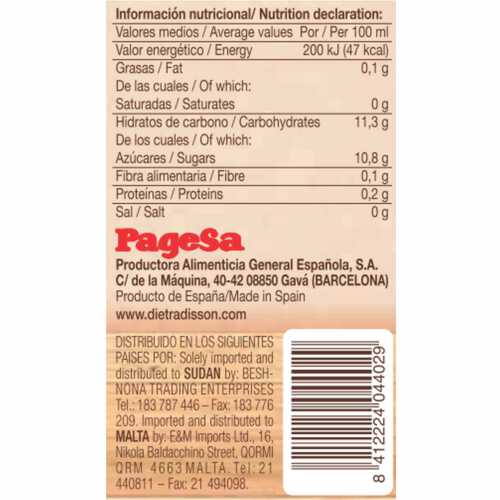 Información nutricional/ Nutrition declaration:
Valores medios / Average values Por / Per 100 ml
Valor energético / Energy 200 kJ (47 kcal)
Grasas / Fat 0,1 g
De las cuales / Of which:
Saturadas / Saturates 0 g
Hidratos de carbono / Carbohydrates 11,3 g
De los cuales / Of which:
Azúcares / Sugars 10,8 g
Fibra alimentaria / Fibre 0,1 g
Proteínas / Proteins 0,2 g
Sal / Salt 0 g
PageSa
Productora Alimenticia General Española, S.A.
C/ de la Máquina, 40-42 08850 Gavá (BARCELONA)
Producto de España/Made in Spain
www.dietradisson.com
DISTRIBUIDO EN LOS SIGUIENTES
PAÍSES POR: Solely imported and
distributed to SUDAN by: BESH-
NONA TRADING ENTERPRISES
Tel.: 183 787 446 – Fax: 183 776
209. Imported and distributed to
MALTA by: E&M Imports Ltd., 16,
Nikola Baldacchino Street, QORMI
QRM 4663 MALTA. Tel.: 21
440811 – Fax: 21 494098.
8 412224 044029